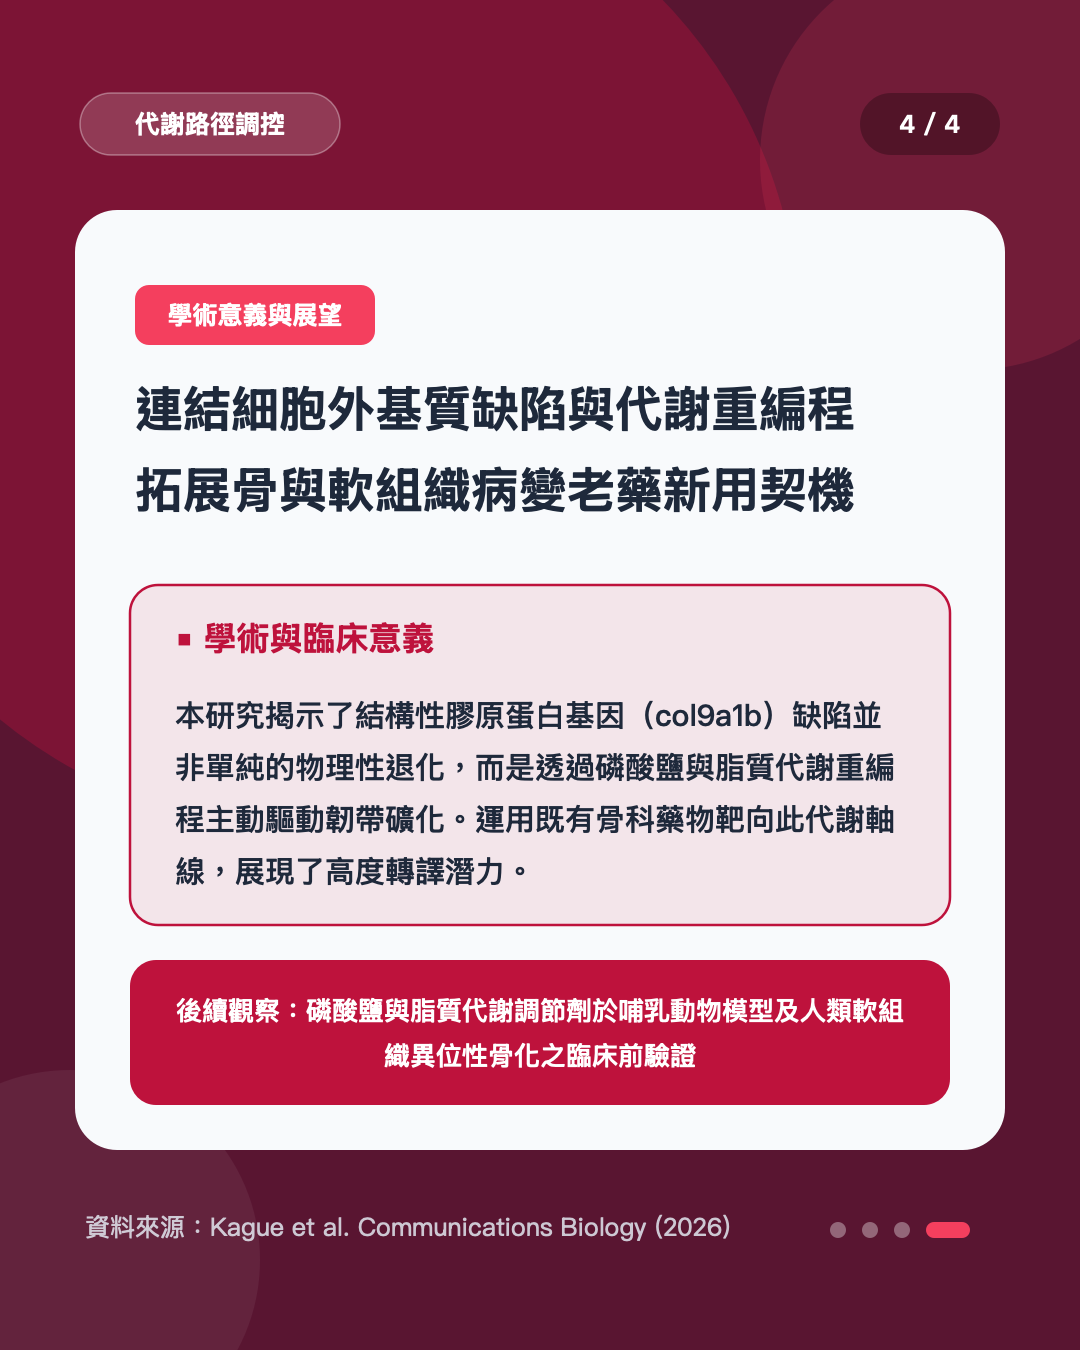 代謝路徑調控
4 / 4
學術意義與展望
連結細胞外基質缺陷與代謝重編程
拓展骨與軟組織病變老藥新用契機
▪ 學術與臨床意義
本研究揭示了結構性膠原蛋白基因（col9a1b）缺陷並
非單純的物理性退化，而是透過磷酸鹽與脂質代謝重編
程主動驅動韌帶礦化。運用既有骨科藥物靶向此代謝軸
線，展現了高度轉譯潛力。
後續觀察：磷酸鹽與脂質代謝調節劑於哺乳動物模型及人類軟組
織異位性骨化之臨床前驗證
資料來源：Kague et al. Communications Biology (2026)